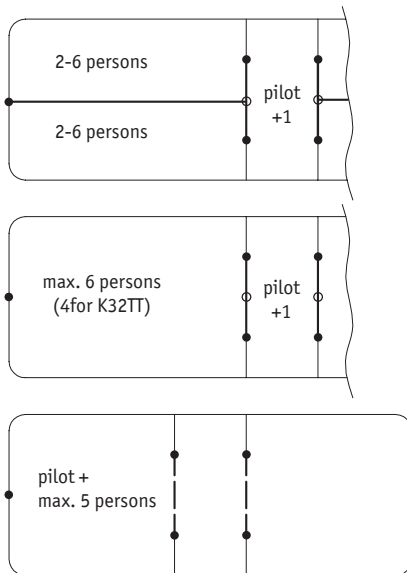 2-6 persons
pilot
+1
2-6 persons
max. 6 persons
(4for K32TT)
pilot
+1
pilot +
max. 5 persons